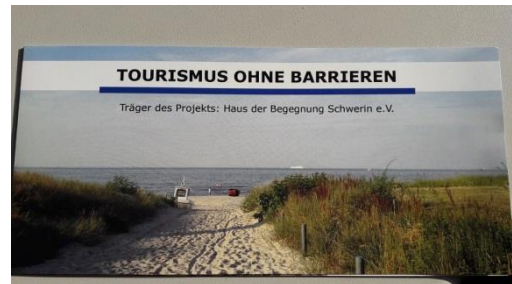 TOURISMUS OHNE BARRIEREN
Träger des Projekts: Haus der Begegnung Schwerin e.V.